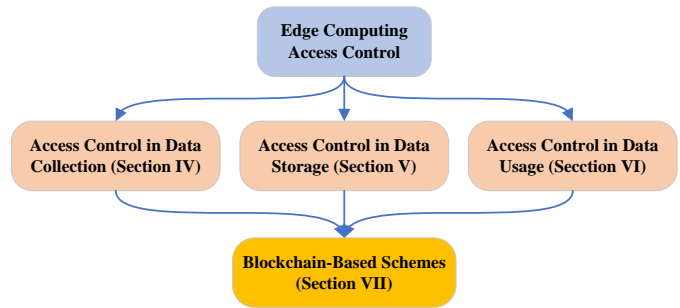 Edge Computing
Access Control
Access Control in Data
Collection (Section IV)
Access Control in Data
Storage (Section V)
Access Control in Data
Usage (Secction VI)
Blockchain-Based Schemes
(Section VII)